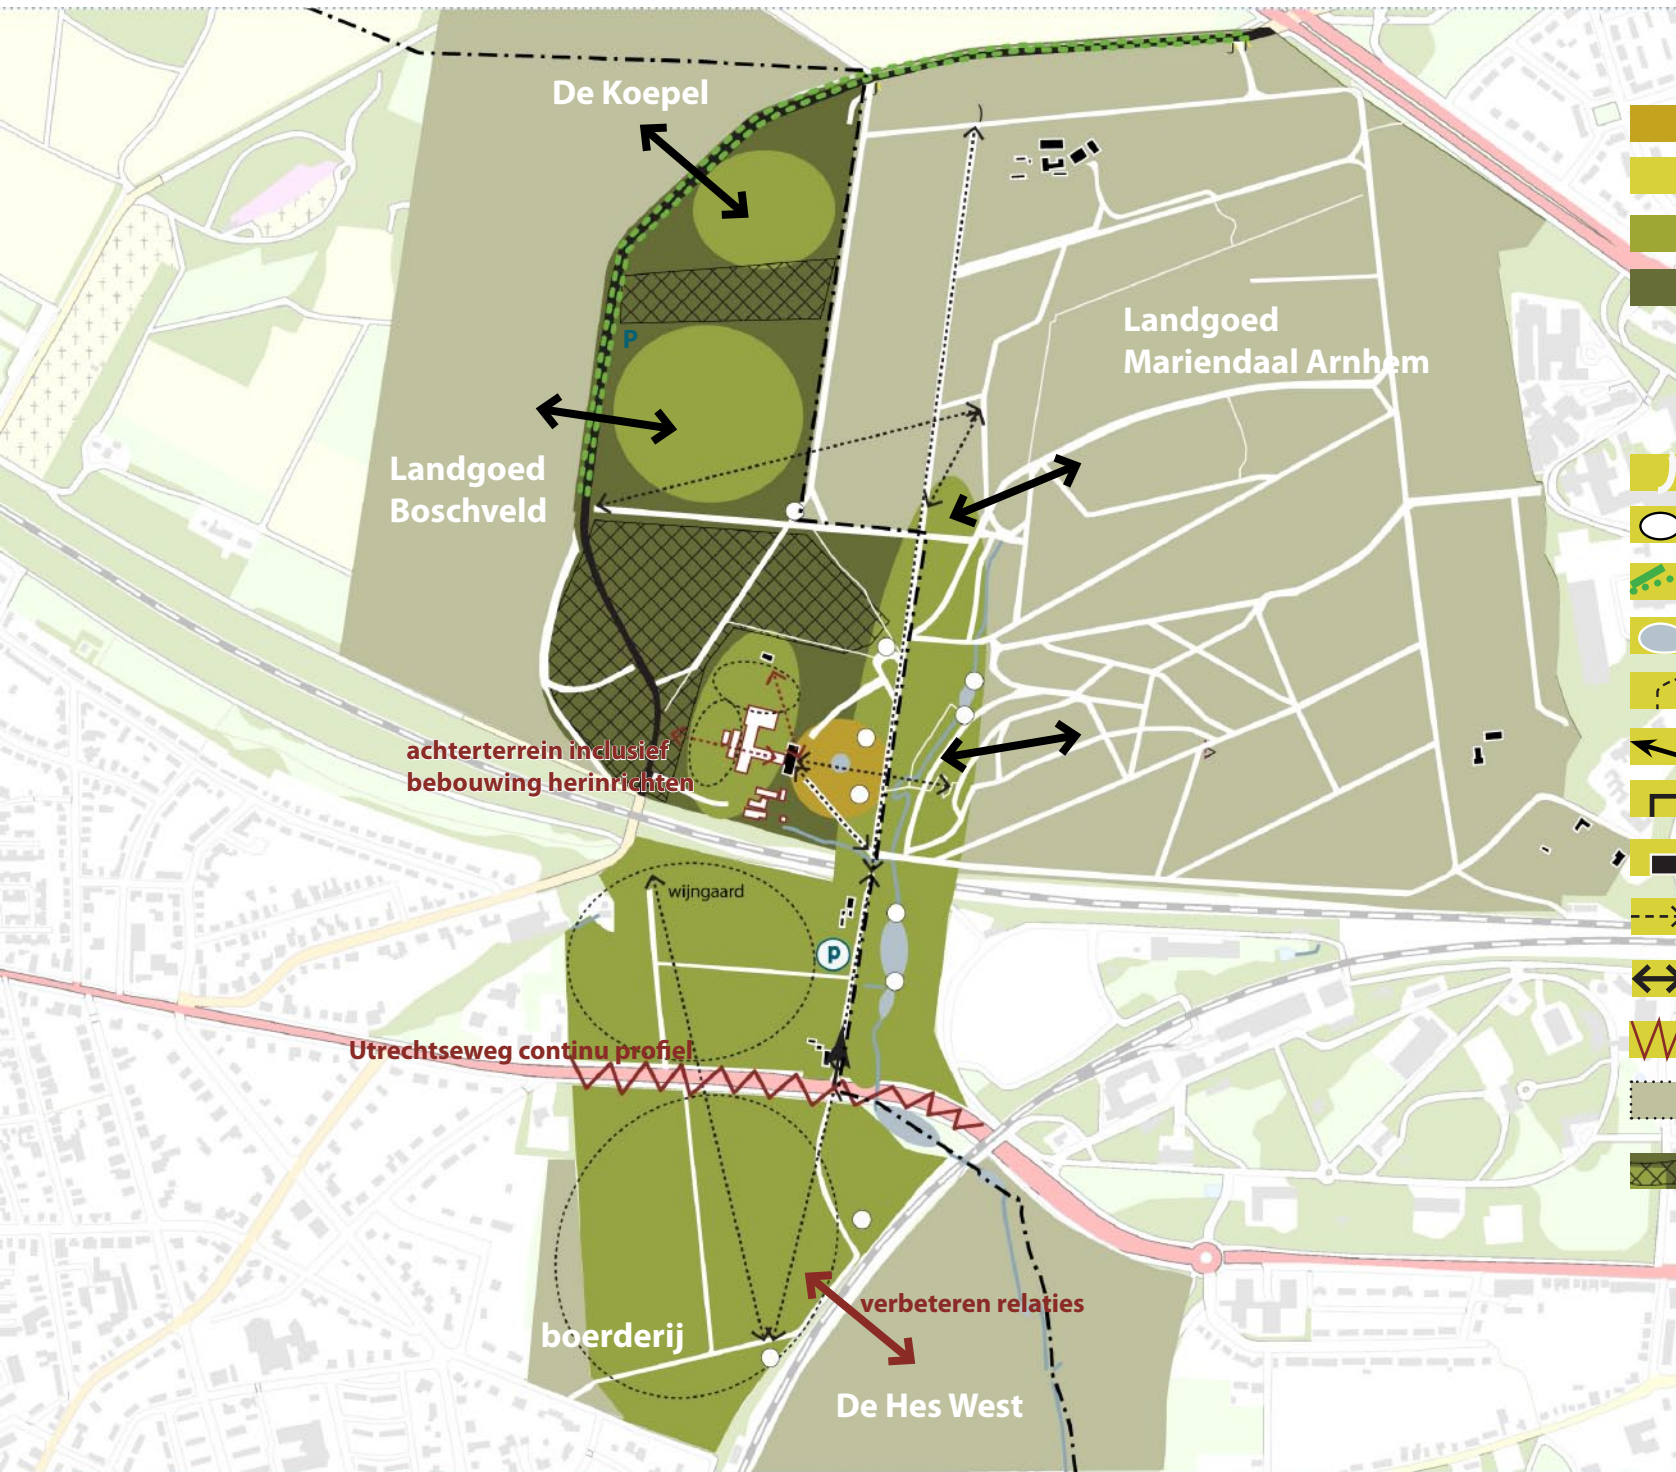 De Koepel
Landgoed
Mariendaal Arnhem
P
Landgoed
Boschveld
achterterrein inclusief
bebouwing herinrichten
wijngaard
P
Utrechtseweg continu profiel
verbeteren relaties
boerderij
De Hes West